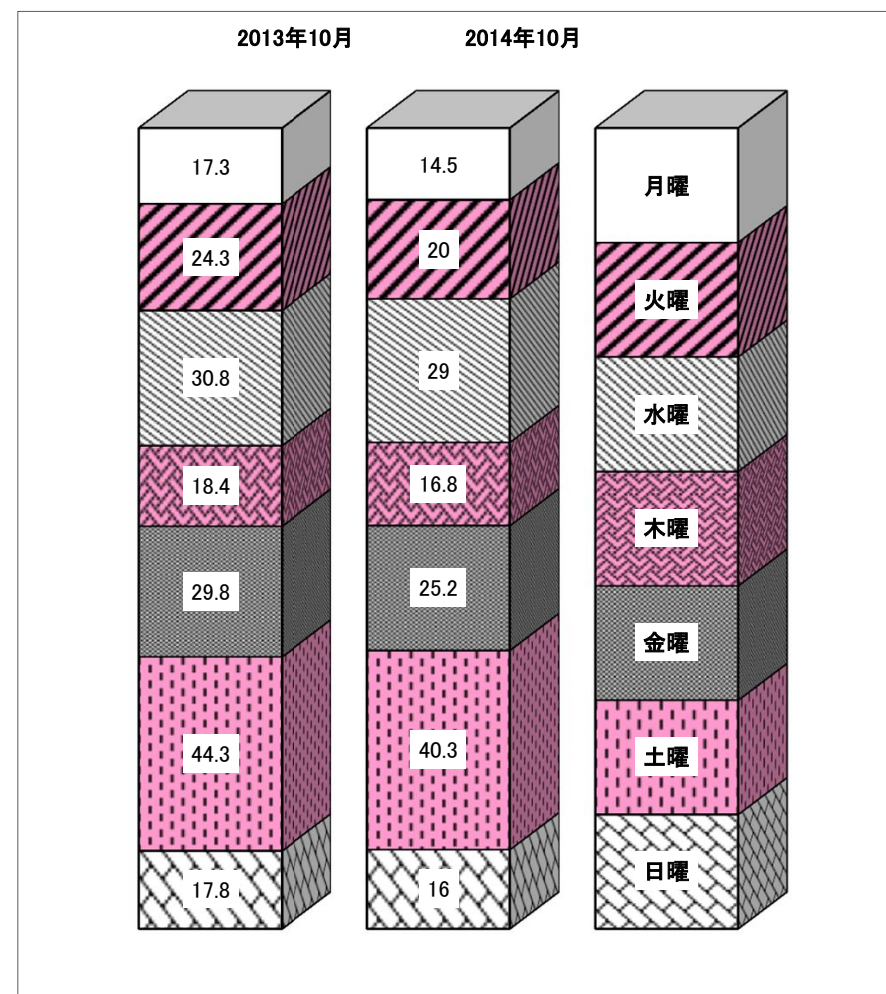 2013年10月 2014年10月
17.3 14.5 月曜
24.3 20 火曜
30.8 29 水曜
18.4 16.8 木曜
29.8 25.2 金曜
44.3 40.3 土曜
17.8 16 日曜